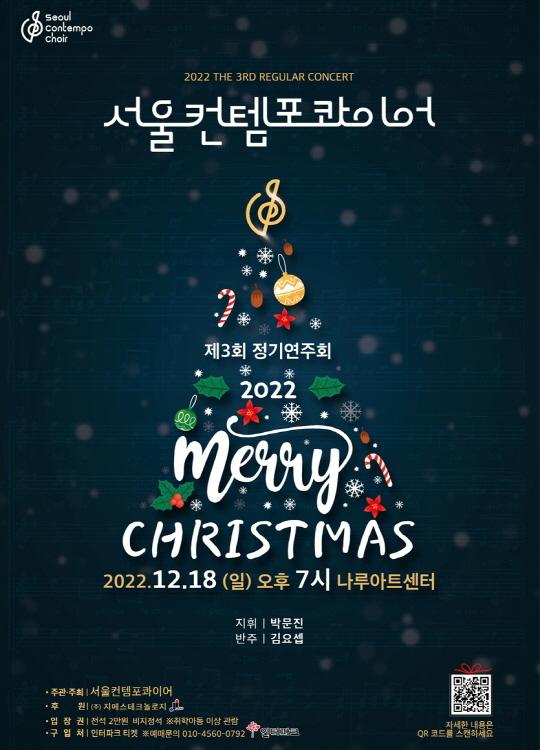 Seoul
Contempo
choir
2022 THE 3RD REGULAR CONCERT
서울컨템포콰이어
제3회 정기연주회
2022
Merry
CHRISTMAS
2022.12.18 (일) 오후 7시 나루아트센터
지휘 | 박문진
반주 | 김요셉
• 주관·주최 | 서울컨템포콰이어
• 후 원 | (주) 지메스테크놀로지
• 입 장 권 | 전석 2만원 비지정석 ※취학아동 이상 관람
• 구 입 처 | 인터파크 티켓 ※예매문의 010-4560-0792 인터파크
자세한 내용은
QR 코드를 스캔하세요